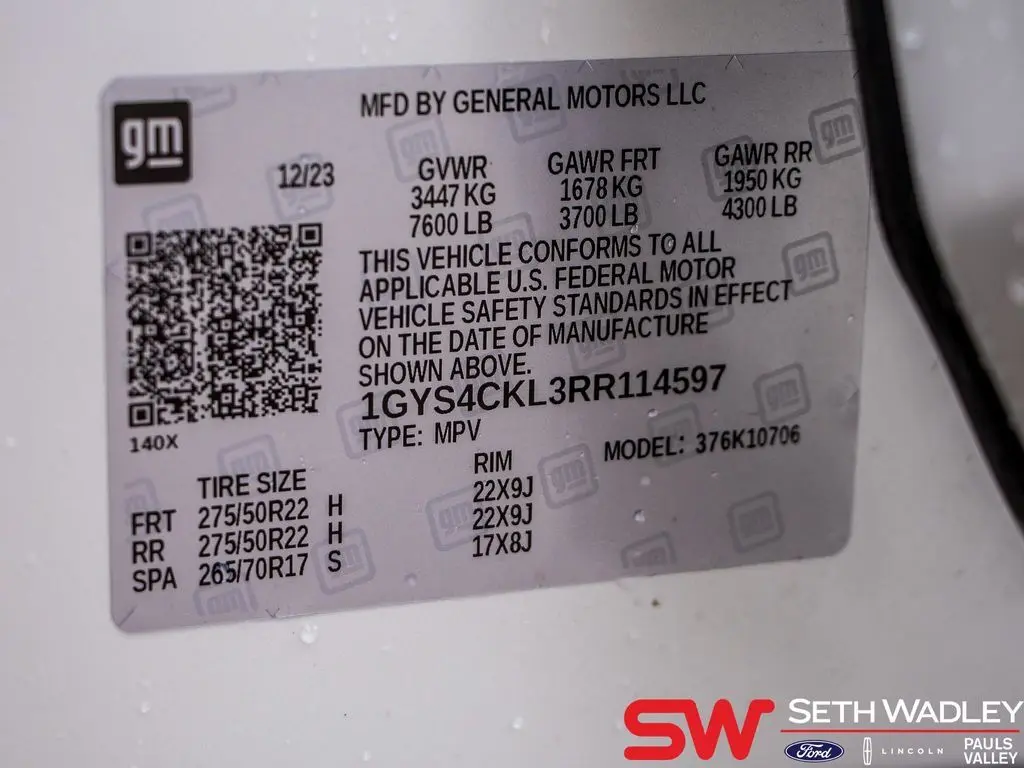 gm
MFD BY GENERAL MOTORS LLC
12/23 GVWR GAWR FRT GAWR RR
3447 KG 1678 KG 1950 KG
7600 LB 3700 LB 4300 LB
THIS VEHICLE CONFORMS TO ALL
APPLICABLE U.S. FEDERAL MOTOR
VEHICLE SAFETY STANDARDS IN EFFECT
ON THE DATE OF MANUFACTURE
SHOWN ABOVE.
1GYS4CKL3RR114597
140X
TYPE: MPV MODEL: 376K10706
TIRE SIZE RIM
FRT 275/50R22 H 22X9J
RR 275/50R22 H 22X9J
SPA 265/70R17 S 17X8J
SW SETH WADLEY
Ford LINCOLN PAULS
VALLEY